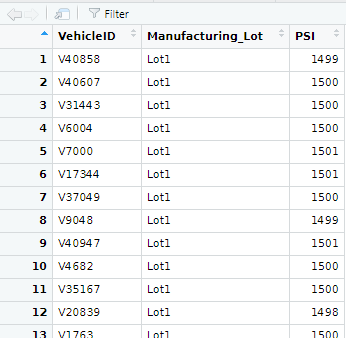 Filter
VehicleID Manufacturing_Lot PSI
1 V40858 Lot1 1499
2 V40607 Lot1 1500
3 V31443 Lot1 1500
4 V6004 Lot1 1500
5 V7000 Lot1 1501
6 V17344 Lot1 1501
7 V37049 Lot1 1500
8 V9048 Lot1 1499
9 V40947 Lot1 1501
10 V4682 Lot1 1500
11 V35167 Lot1 1500
12 V20839 Lot1 1498
13 V1763 Lot1 1500